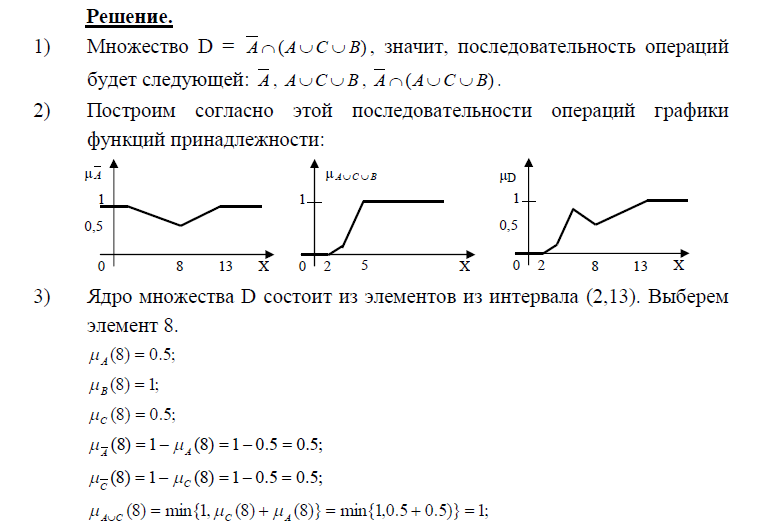 Решение.
1) Множество D = A̅∩(A∪C∪B), значит, последовательность операций
будет следующей: A̅, A∪C∪B, A̅∩(A∪C∪B).
2) Построим согласно этой последовательности операций графики
функций принадлежности:
μA̅ μA∪C∪B μD
1 1 1
0,5 0,5
0 8 13 X 0 2 5 X 0 2 8 13 X
3) Ядро множества D состоит из элементов из интервала (2,13). Выберем
элемент 8.
μA(8) = 0.5;
μB(8) = 1;
μC(8) = 0.5;
μA̅(8) = 1 − μA(8) = 1 − 0.5 = 0.5;
μC̅(8) = 1 − μC(8) = 1 − 0.5 = 0.5;
μA∪C(8) = min{1, μC(8) + μA(8)} = min{1,0.5 + 0.5)} = 1;